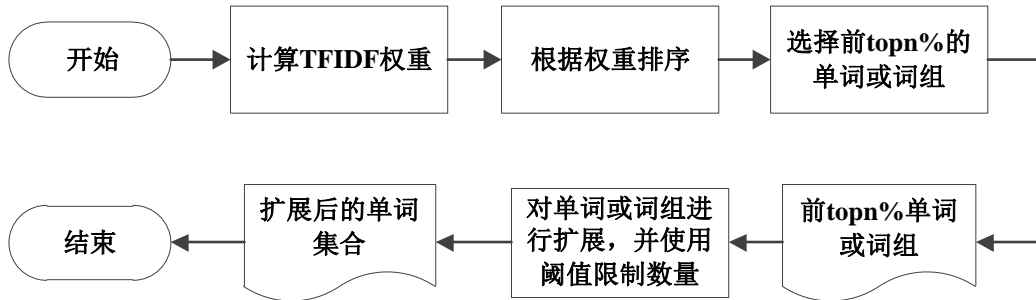 开始
计算TFIDF权重
根据权重排序
选择前topn%的
单词或词组
前topn%单词
或词组
对单词或词组进
行扩展，并使用
阈值限制数量
扩展后的单词
集合
结束